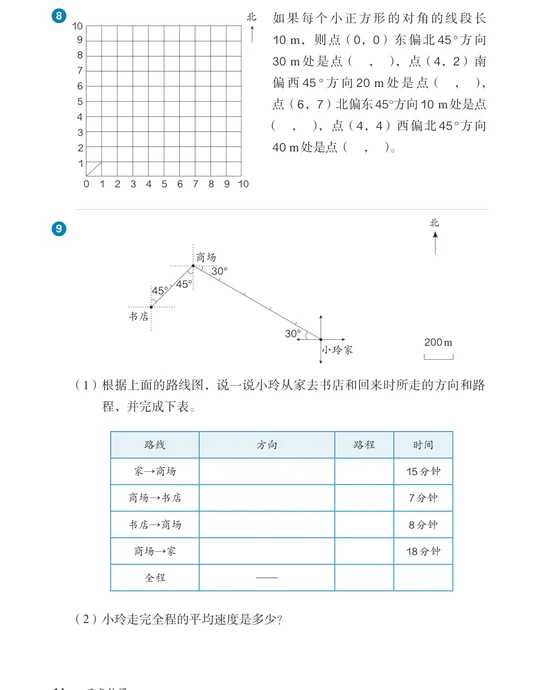 8
10
9
8
7
6
5
4
3
2
1
0 1 2 3 4 5 6 7 8 9 10
北
如果每个小正方形的对角的线段长
10 m，则点（0，0）东偏北45°方向
30 m处是点（ ， ），点（4，2）南
偏西45°方向20 m处是点（ ， ），
点（6，7）北偏东45°方向10 m处是点
（ ， ），点（4，4）西偏北45°方向
40 m处是点（ ， ）。
9
北
商场
30°
45°
45°
书店
30°
小玲家
200 m
（1）根据上面的路线图，说一说小玲从家去书店和回来时所走的方向和路
程，并完成下表。
路线 方向 路程 时间
家→商场 15分钟
商场→书店 7分钟
书店→商场 8分钟
商场→家 18分钟
全程 ——
（2）小玲走完全程的平均速度是多少？